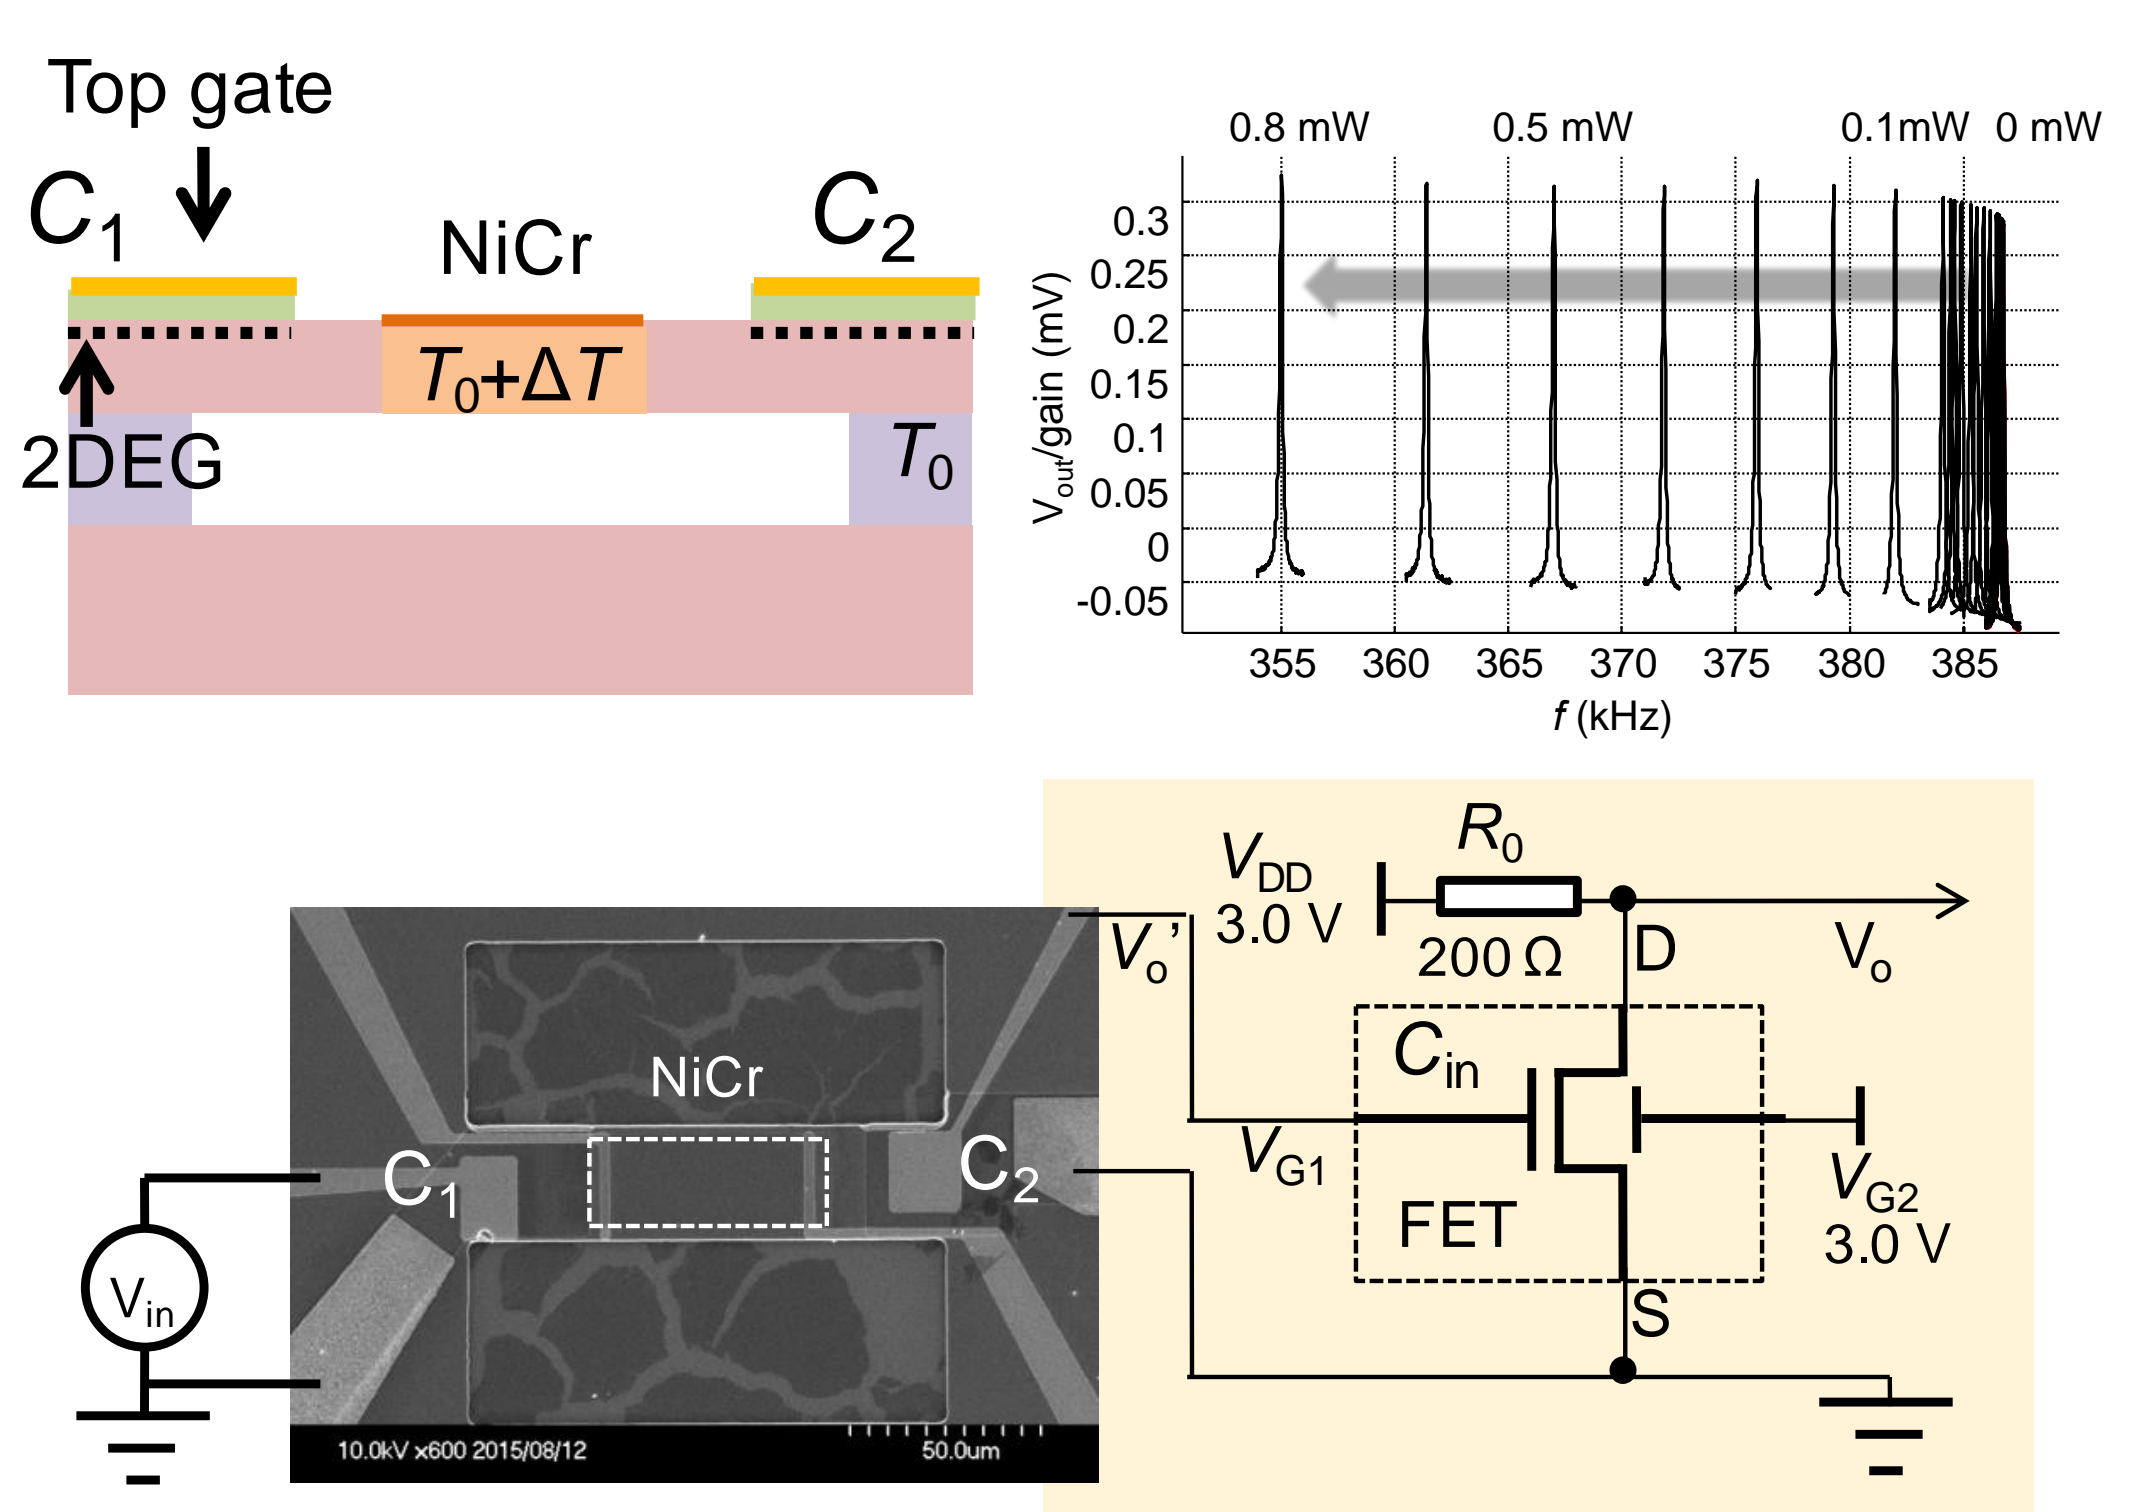 Top gate
C1
NiCr
C2
T0+ΔT
2DEG
T0
0.8 mW 0.5 mW 0.1mW 0 mW
Vout/gain (mV)
0.3
0.25
0.2
0.15
0.1
0.05
0
-0.05
355 360 365 370 375 380 385
f (kHz)
VDD
3.0 V
R0
200 Ω
Vo’
D
Vo
Cin
VG1
FET
VG2
3.0 V
S
NiCr
C1
C2
Vin
10.0kV x600 2015/08/12
50.0um